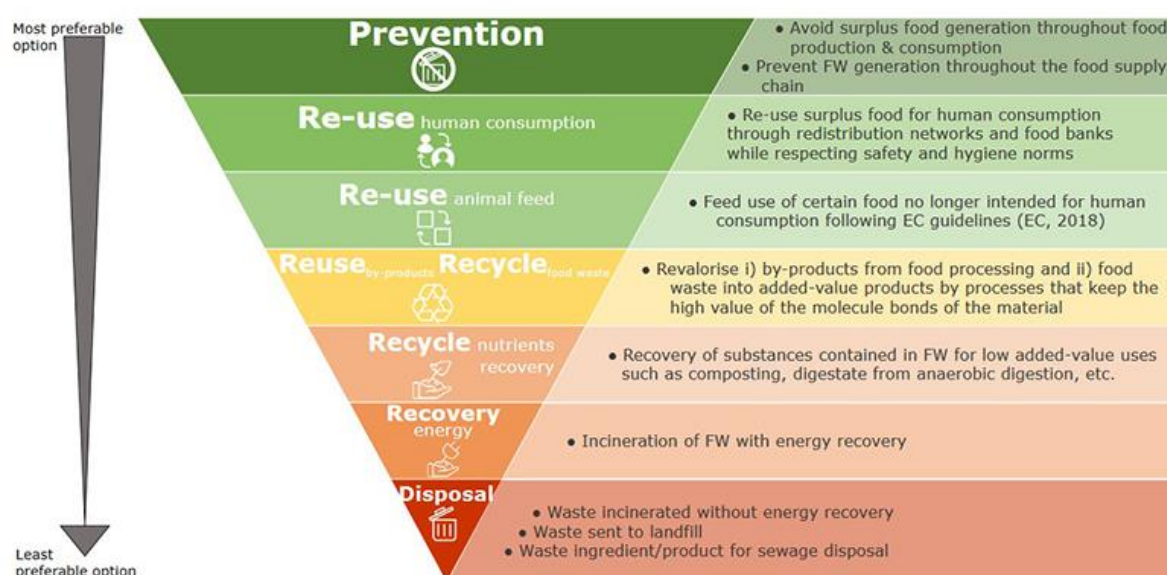 Most preferable
option
Prevention
● Avoid surplus food generation throughout food
production & consumption
● Prevent FW generation throughout the food supply
chain
Re-use human consumption
● Re-use surplus food for human consumption
through redistribution networks and food banks
while respecting safety and hygiene norms
Re-use animal feed
● Feed use of certain food no longer intended for human
consumption following EC guidelines (EC, 2018)
Reuse by-products Recycle food waste
● Revalorise i) by-products from food processing and ii) food
waste into added-value products by processes that keep the
high value of the molecule bonds of the material
Recycle nutrients
recovery
● Recovery of substances contained in FW for low added-value uses
such as composting, digestate from anaerobic digestion, etc.
Recovery
energy
● Incineration of FW with energy recovery
Disposal
● Waste incinerated without energy recovery
● Waste sent to landfill
● Waste ingredient/product for sewage disposal
Least
preferable option